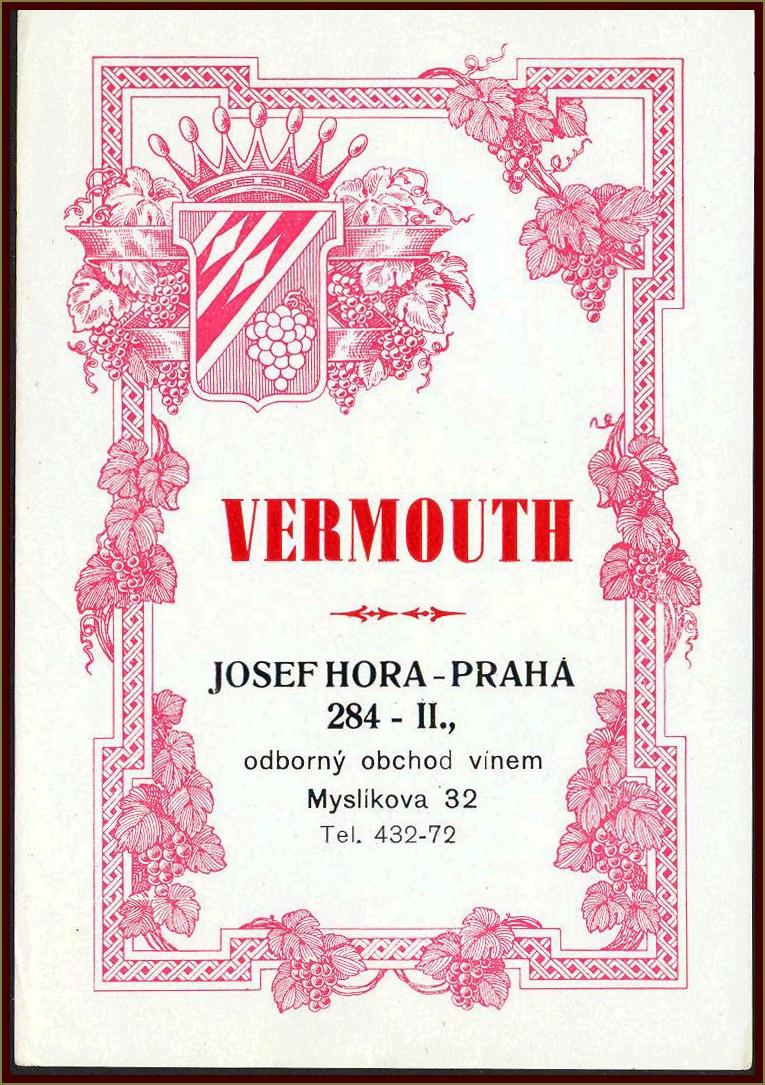 VERMOUTH
JOSEF HORA - PRAHA
284 - II.,
odborný obchod vínem
Myslíkova 32
Tel. 432-72